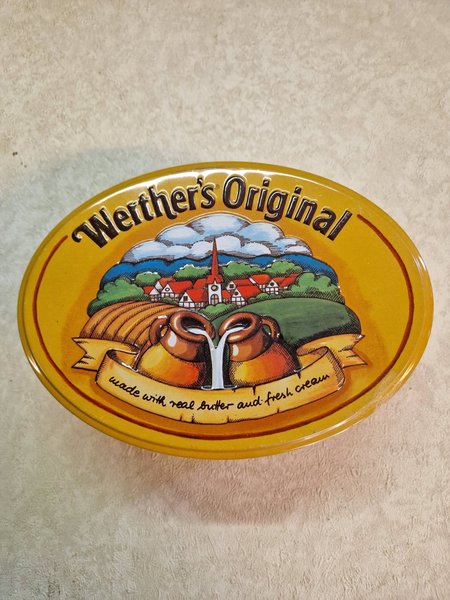 Werther's Original
made with real butter and fresh cream